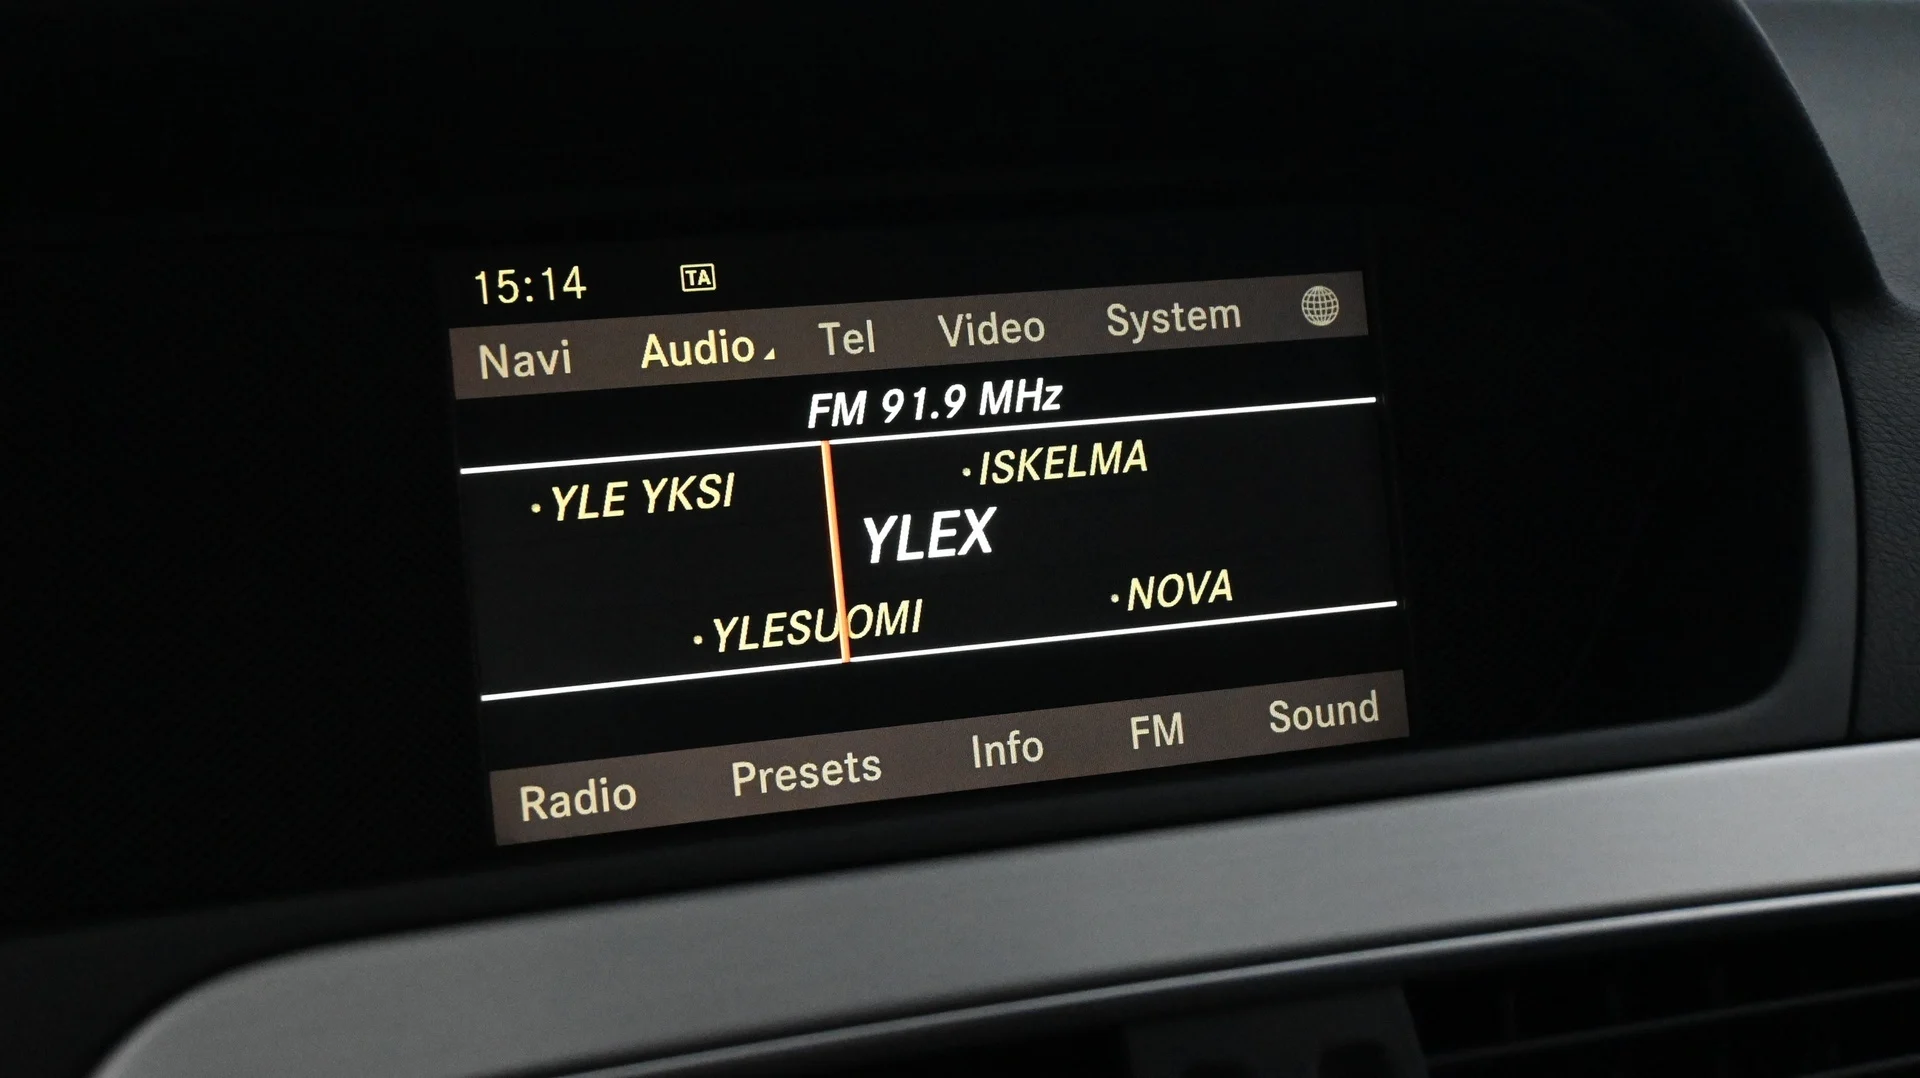 15:14 TA
Navi Audio Tel Video System
FM 91.9 MHz
· YLE YKSI · ISKELMA
YLEX
· YLESUOMI · NOVA
Radio Presets Info FM Sound